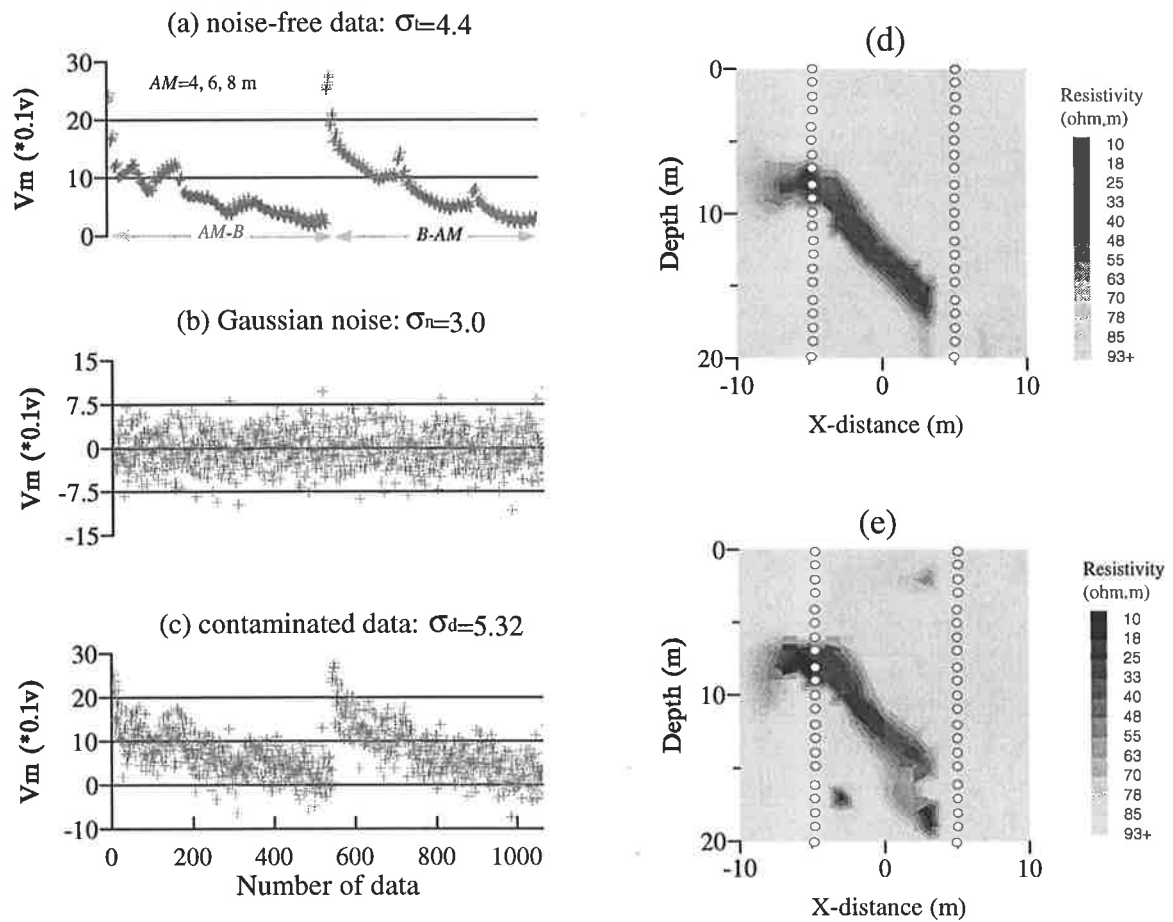 (a) noise-free data: σt=4.4
30
20
10
0
Vm (*0.1v)
AM=4, 6, 8 m
AM-B
B-AM
(b) Gaussian noise: σn=3.0
15
7.5
0
-7.5
-15
Vm (*0.1v)
(c) contaminated data: σd=5.32
30
20
10
0
-10
Vm (*0.1v)
0 200 400 600 800 1000
Number of data
(d)
0
10
20
Depth (m)
-10 0 10
X-distance (m)
Resistivity
(ohm,m)
10
18
25
33
40
48
55
63
70
78
85
93+
(e)
0
10
20
Depth (m)
-10 0 10
X-distance (m)
Resistivity
(ohm,m)
10
18
25
33
40
48
63
70
78
85
93+